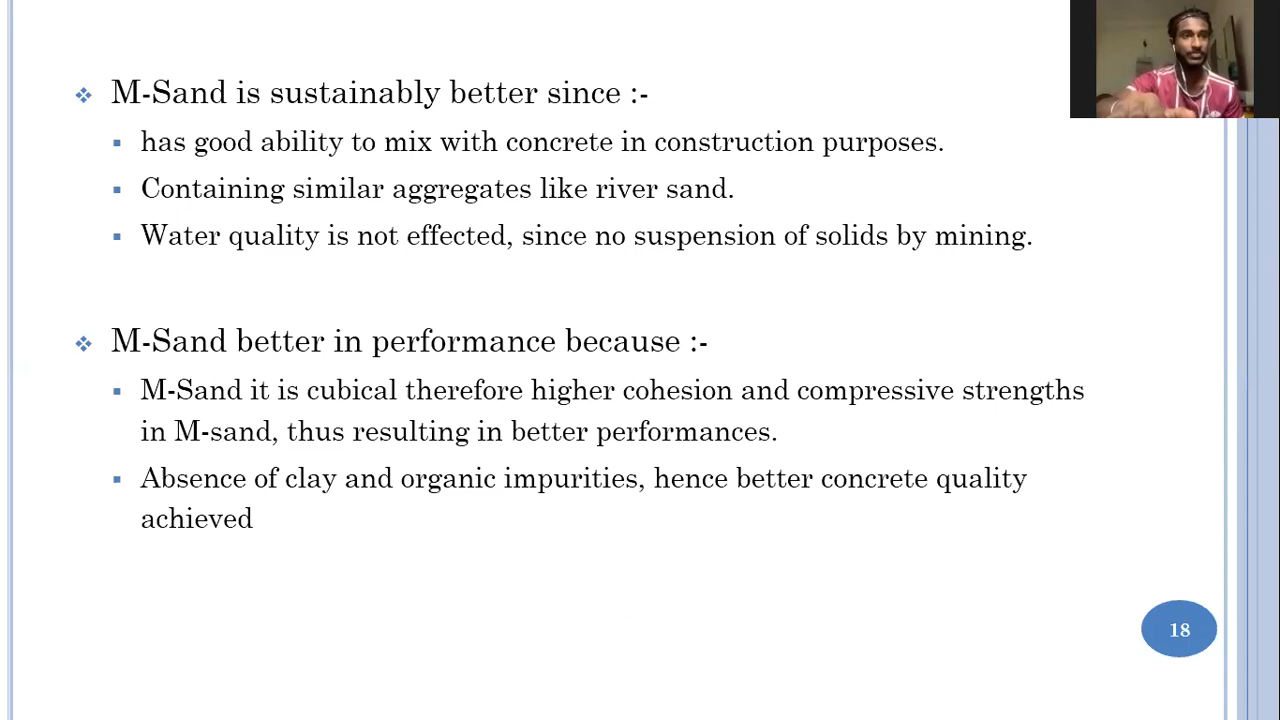 M-Sand is sustainably better since :-
has good ability to mix with concrete in construction purposes.
Containing similar aggregates like river sand.
Water quality is not effected, since no suspension of solids by mining.
M-Sand better in performance because :-
M-Sand it is cubical therefore higher cohesion and compressive strengths
in M-sand, thus resulting in better performances.
Absence of clay and organic impurities, hence better concrete quality
achieved
18